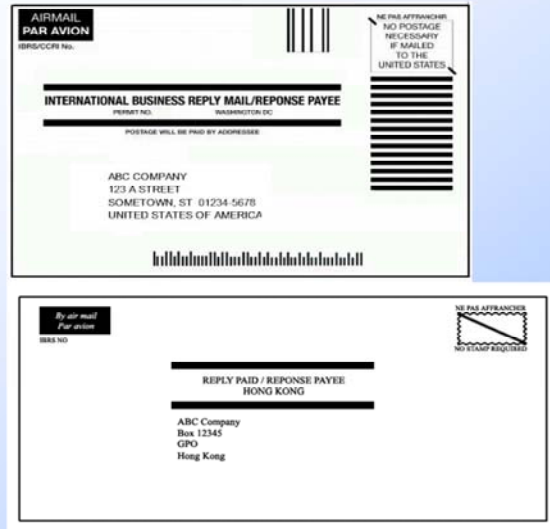 AIRMAIL
PAR AVION
IBRS/CCRI No.
NE PAS AFFRANCHIR
NO POSTAGE
NECESSARY
IF MAILED
TO THE
UNITED STATES
INTERNATIONAL BUSINESS REPLY MAIL/REPONSE PAYEE
PERMIT NO. WASHINGTON DC
POSTAGE WILL BE PAID BY ADDRESSEE
ABC COMPANY
123 A STREET
SOMETOWN, ST 01234-5678
UNITED STATES OF AMERICA
By air mail
Par avion
IBRS NO
NE PAS AFFRANCHIR
NO STAMP REQUIRED
REPLY PAID / REPONSE PAYEE
HONG KONG
ABC Company
Box 12345
GPO
Hong Kong